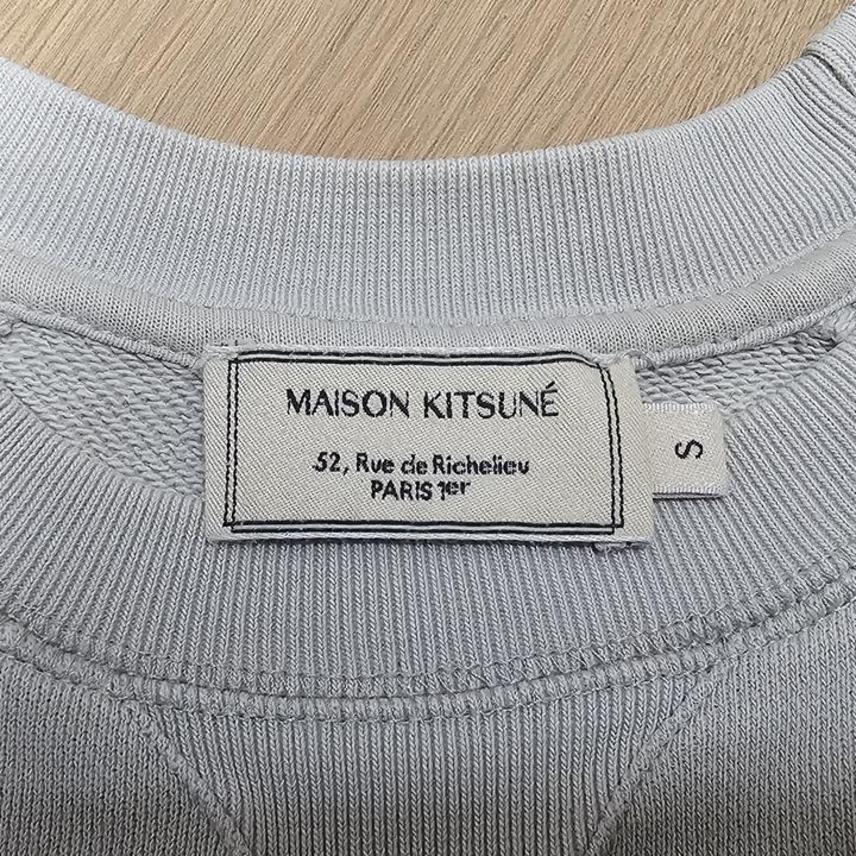 MAISON KITSUNÉ
52, Rue de Richelieu
PARIS 1er
S